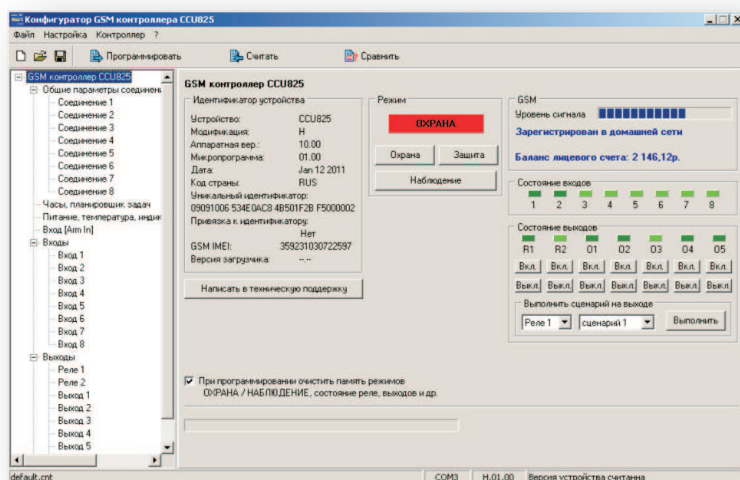 Конфигуратор GSM контроллера CCU825
Файл Настройка Контроллер ?
Программировать Считать Сравнить
GSM контроллер CCU825
Общие параметры соединени
Соединение 1
Соединение 2
Соединение 3
Соединение 4
Соединение 5
Соединение 6
Соединение 7
Соединение 8
Часы, планировщик задач
Питание, температура, индик
Вход [Arm In]
Входы
Вход 1
Вход 2
Вход 3
Вход 4
Вход 5
Вход 6
Вход 7
Вход 8
Выходы
Реле 1
Реле 2
Выход 1
Выход 2
Выход 3
Выход 4
Выход 5
GSM контроллер CCU825
Идентификатор устройства
Устройство: CCU825
Модификация: H
Аппаратная вер.: 10.00
Микропрограмма: 01.00
Дата: Jan 12 2011
Код страны: RUS
Уникальный идентификатор:
09091006 534E0AC8 4B501F2B F5000002
Привязка к идентификатору:
Нет
GSM IMEI: 359231030722597
Версия загрузчика: --.--
Написать в техническую поддержку
Режим
ОХРАНА
Охрана Защита
Наблюдение
GSM
Уровень сигнала
Зарегистрирован в домашней сети
Баланс лицевого счета: 2 146,12р.
Состояние входов
1 2 3 4 5 6 7 8
Состояние выходов
R1 R2 O1 O2 O3 O4 O5
Вкл. Вкл. Вкл. Вкл. Вкл. Вкл. Вкл.
Выкл. Выкл. Выкл. Выкл. Выкл. Выкл. Выкл.
Выполнить сценарий на выходе
Реле 1 сценарий 1 Выполнить
При программировании очистить память режимов
ОХРАНА / НАБЛЮДЕНИЕ, состояние реле, выходов и др.
default.cnt COM3 H.01.00 Версия устройства считанна